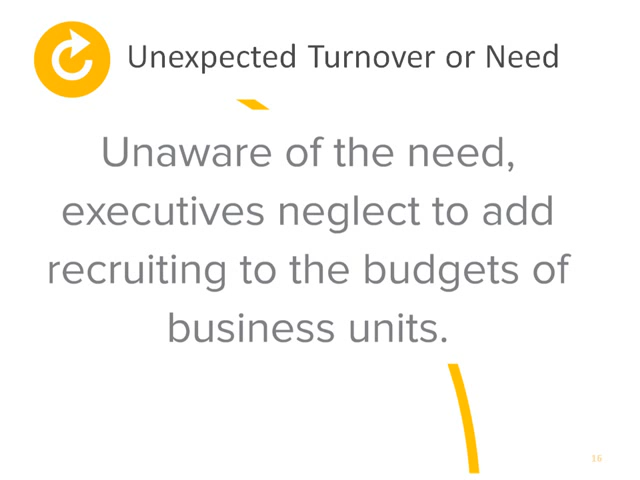 Unexpected Turnover or Need
Unaware of the need,
executives neglect to add
recruiting to the budgets of
business units.
16